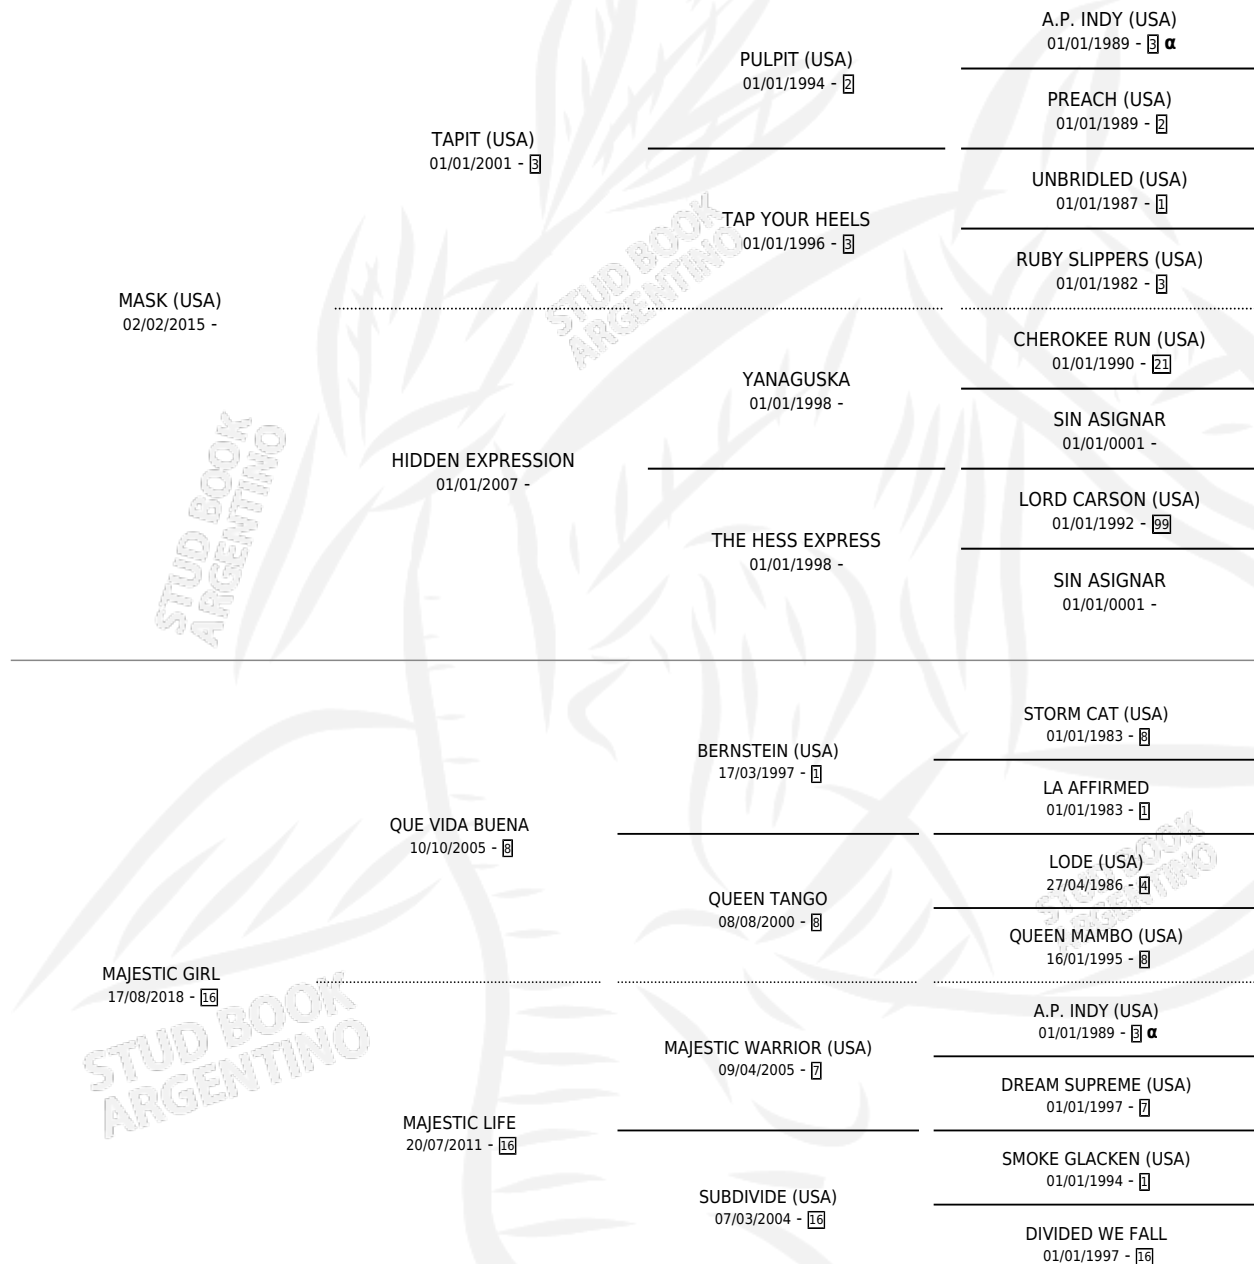 A.P. INDY (USA)
01/01/1989 - 3 α
PULPIT (USA)
01/01/1994 - 2
PREACH (USA)
01/01/1989 - 2
TAPIT (USA)
01/01/2001 - 3
UNBRIDLED (USA)
01/01/1987 - 1
TAP YOUR HEELS
01/01/1996 - 3
RUBY SLIPPERS (USA)
01/01/1982 - 3
MASK (USA)
02/02/2015 -
CHEROKEE RUN (USA)
01/01/1990 - 21
YANAGUSKA
01/01/1998 -
SIN ASIGNAR
01/01/0001 -
HIDDEN EXPRESSION
01/01/2007 -
LORD CARSON (USA)
01/01/1992 - 99
THE HESS EXPRESS
01/01/1998 -
SIN ASIGNAR
01/01/0001 -
STORM CAT (USA)
01/01/1983 - 8
BERNSTEIN (USA)
17/03/1997 - 1
LA AFFIRMED
01/01/1983 - 1
QUE VIDA BUENA
10/10/2005 - 8
LODE (USA)
27/04/1986 - 4
QUEEN TANGO
08/08/2000 - 8
QUEEN MAMBO (USA)
16/01/1995 - 8
MAJESTIC GIRL
17/08/2018 - 16
A.P. INDY (USA)
01/01/1989 - 3 α
MAJESTIC WARRIOR (USA)
09/04/2005 - 7
DREAM SUPREME (USA)
01/01/1997 - 7
MAJESTIC LIFE
20/07/2011 - 16
SMOKE GLACKEN (USA)
01/01/1994 - 1
SUBDIVIDE (USA)
07/03/2004 - 16
DIVIDED WE FALL
01/01/1997 - 16
STUD BOOK
ARGENTINO
STUD BOOK
ARGENTINO
STUD BOOK
ARGENTINO
STUD BOOK
ARGENTINO